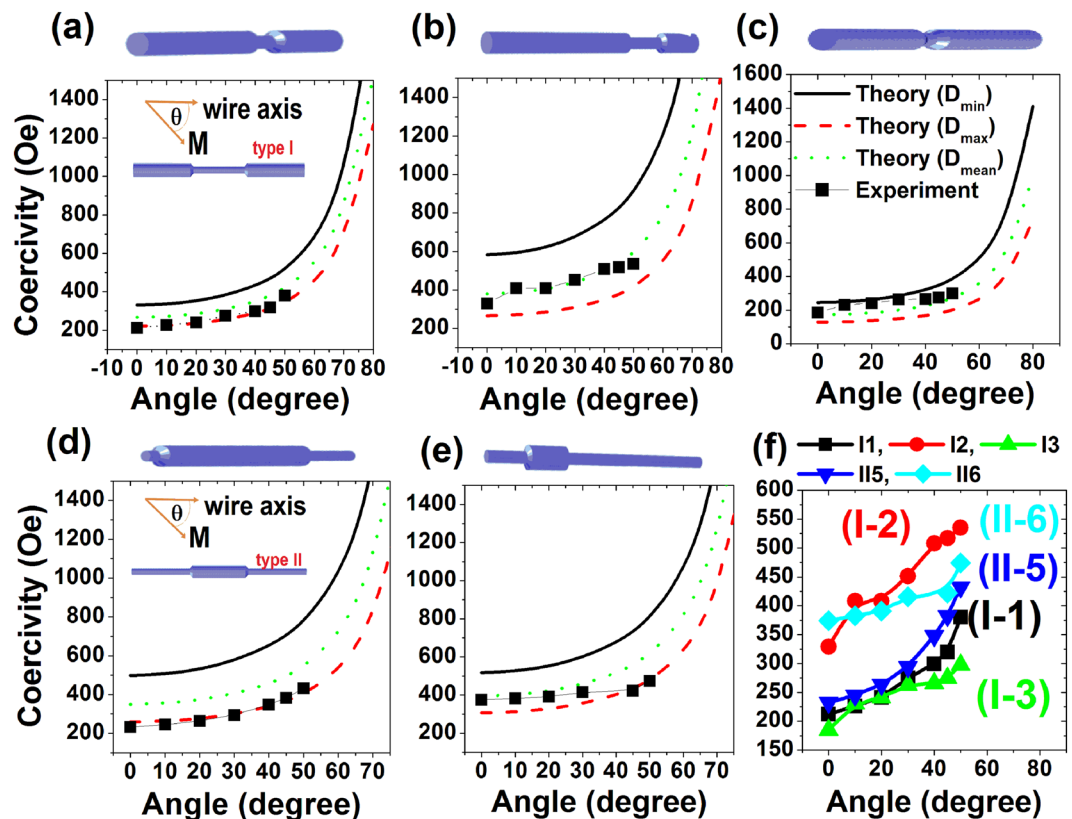 (a)
Coercivity (Oe)
1400
1200
1000
800
600
400
200
θ
wire axis
M
type I
-10 0 10 20 30 40 50 60 70 80
Angle (degree)
(b)
1400
1200
1000
800
600
400
200
-10 0 10 20 30 40 50 60 70 80
Angle (degree)
(c)
1600
1400
1200
1000
800
600
400
200
0
Theory (Dmin)
Theory (Dmax)
Theory (Dmean)
Experiment
0 20 40 60 80
Angle (degree)
(d)
Coercivity (Oe)
1400
1200
1000
800
600
400
200
θ
wire axis
M
type II
0 10 20 30 40 50 60 70
Angle (degree)
(e)
1400
1200
1000
800
600
400
200
0 10 20 30 40 50 60 70
Angle (degree)
(f)
I1, I2, I3
II5, II6
600
550
500
450
400
350
300
250
200
150
(I-2)
(II-6)
(II-5)
(I-1)
(I-3)
0 20 40 60 80
Angle (degree)